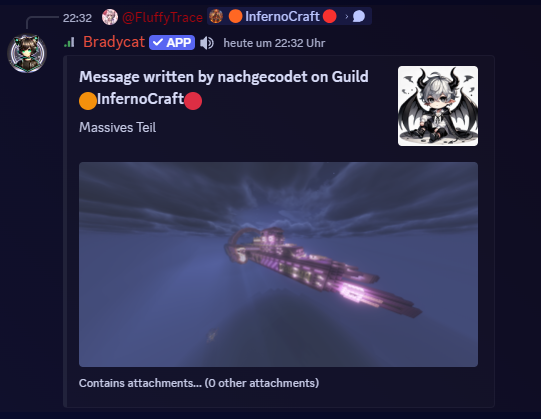 22:32 @FluffyTrace 🟠InfernoCraft🔴 ›
Bradycat ✓ APP heute um 22:32 Uhr
Message written by nachgecodet on Guild
🟠InfernoCraft🔴
Massives Teil
Contains attachments... (0 other attachments)